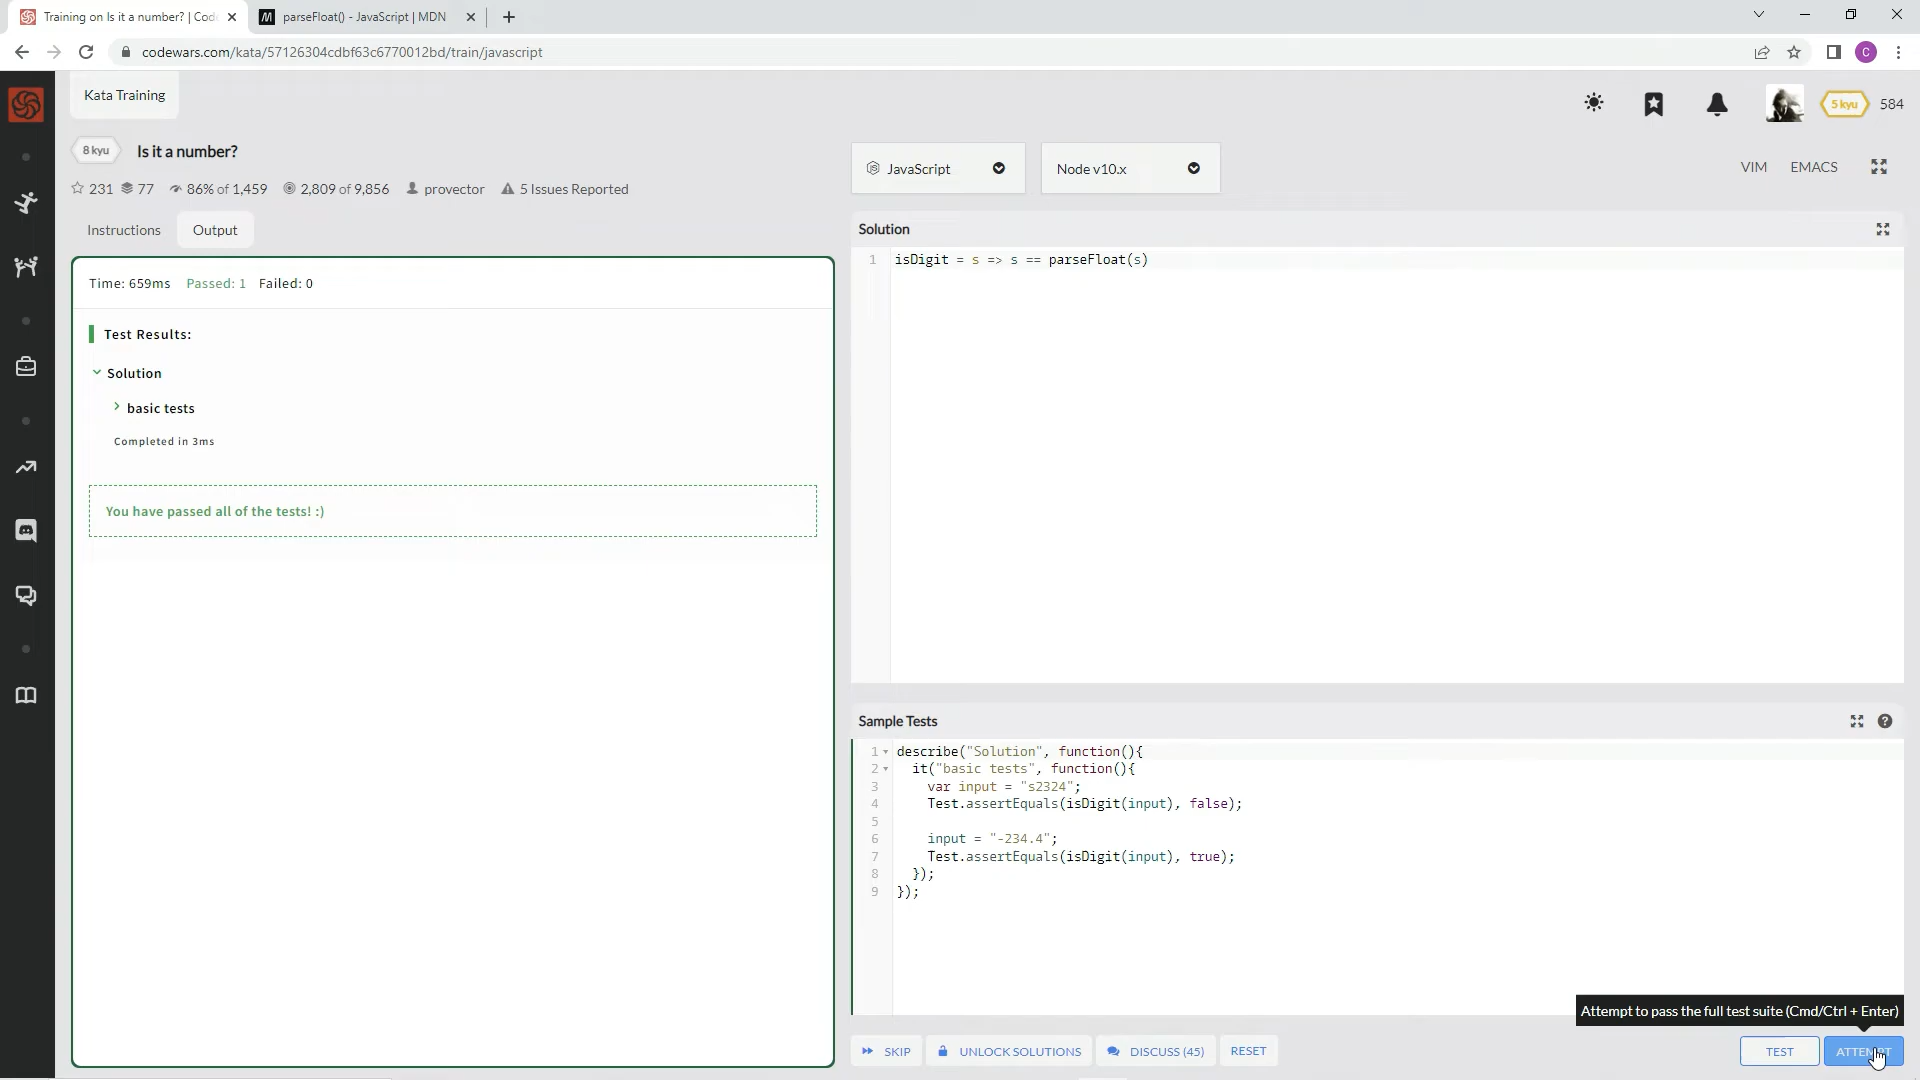 Training on Is it a number? | Cod
parseFloat() - JavaScript | MDN
codewars.com/kata/57126304cdbf63c6770012bd/train/javascript
C
Kata Training
5 kyu
584
8 kyu
Is it a number?
231
77
86% of 1,459
2,809 of 9,856
provector
5 Issues Reported
JavaScript
Node v10.x
VIM
EMACS
Instructions
Output
Time: 659ms Passed: 1 Failed: 0
Test Results:
Solution
basic tests
Completed in 3ms
You have passed all of the tests! :)
Solution
1 isDigit = s => s == parseFloat(s)
Sample Tests
1 describe("Solution", function(){
2 it("basic tests", function(){
3 var input = "s2324";
4 Test.assertEquals(isDigit(input), false);
5
6 input = "-234.4";
7 Test.assertEquals(isDigit(input), true);
8 });
9 });
Attempt to pass the full test suite (Cmd/Ctrl + Enter)
SKIP
UNLOCK SOLUTIONS
DISCUSS (45)
RESET
TEST
ATTEMPT